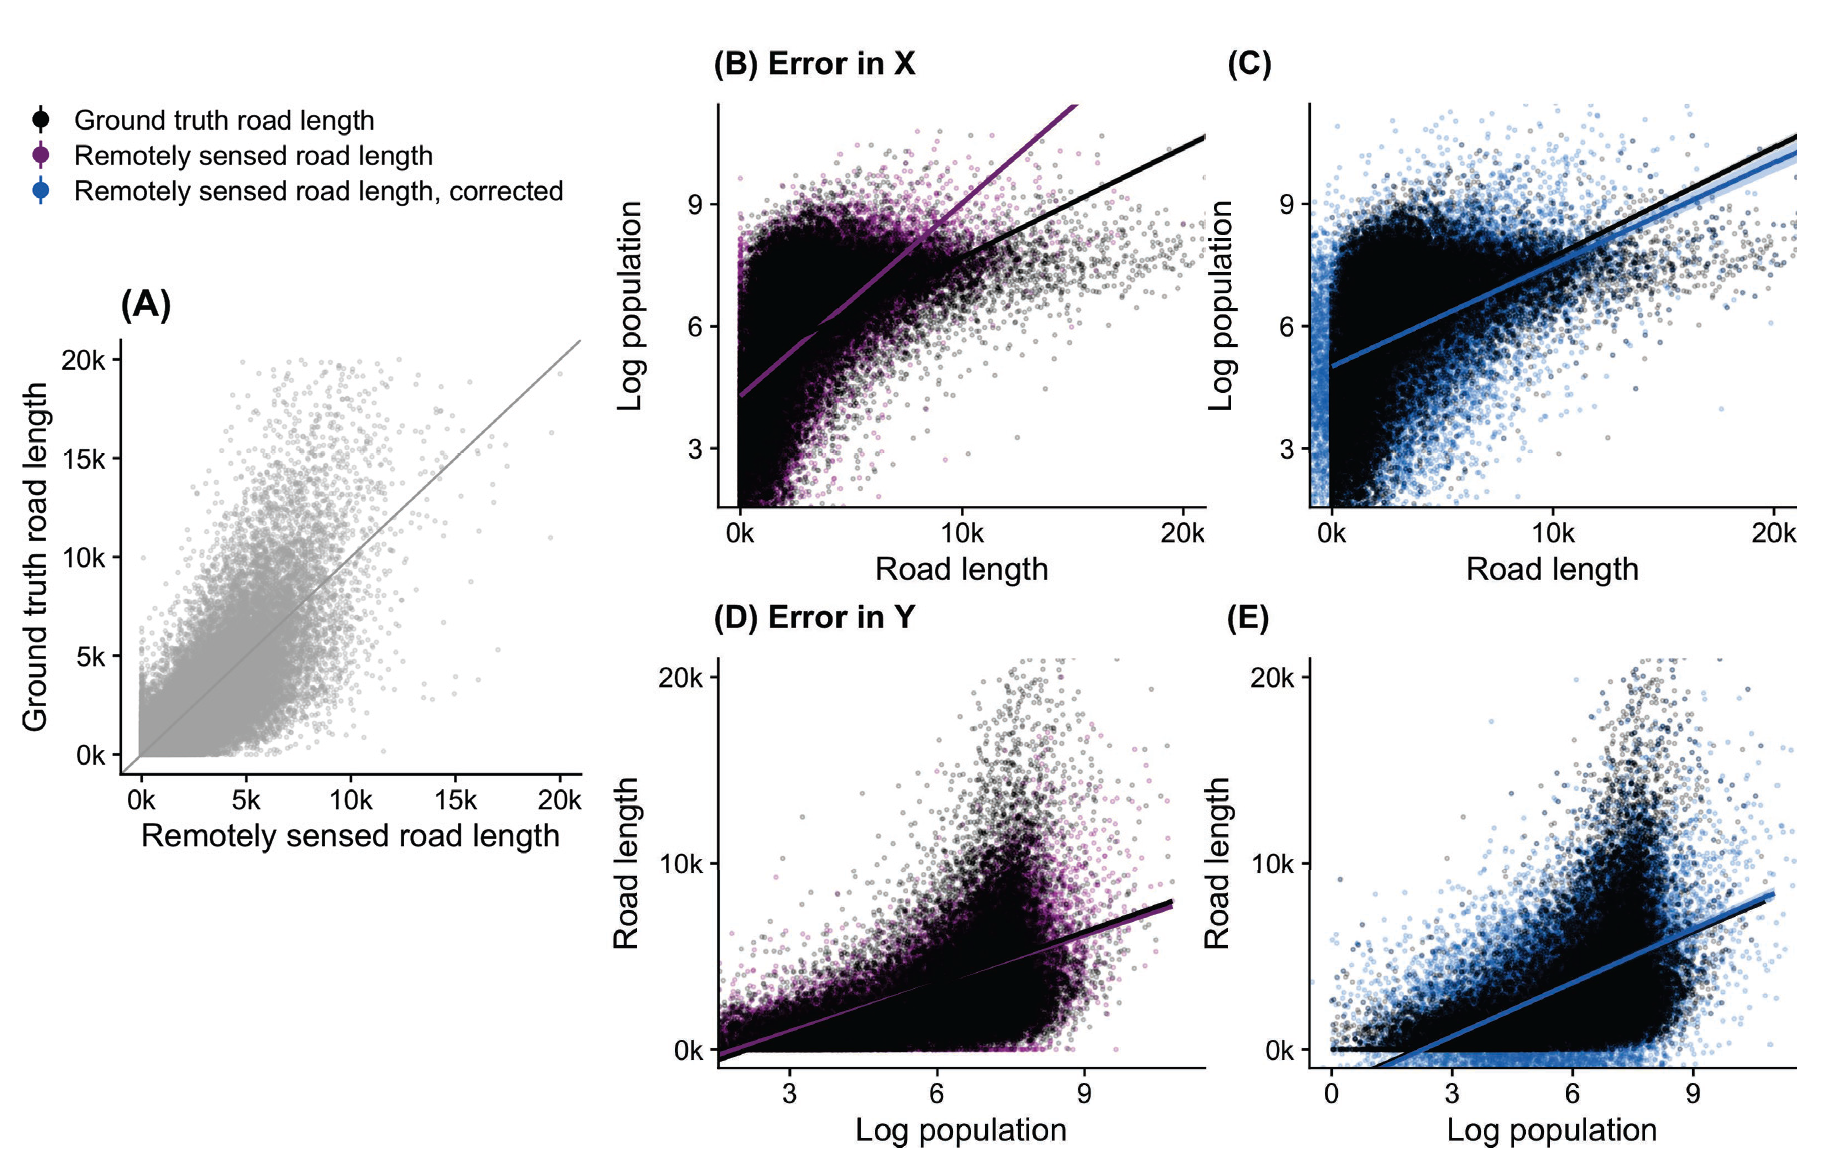 Ground truth road length
Remotely sensed road length
Remotely sensed road length, corrected
(A)
Ground truth road length
20k
15k
10k
5k
0k
0k 5k 10k 15k 20k
Remotely sensed road length
(B) Error in X
Log population
9
6
3
0k 10k 20k
Road length
(C)
Log population
9
6
3
0k 10k 20k
Road length
(D) Error in Y
Road length
20k
10k
0k
3 6 9
Log population
(E)
Road length
20k
10k
0k
0 3 6 9
Log population